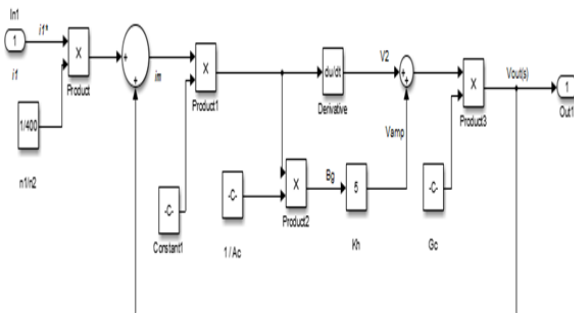 In1
1
i1*
i1
X
Product
1/400
n1/n2
+
+
im
X
Product1
-C-
Constant1
du/dt
Derivative
V2
+
+
Vamp
-C-
1 / Ac
X
Product2
Bg
5
Kh
X
Product3
-C-
Gc
Vout(s)
1
Out1